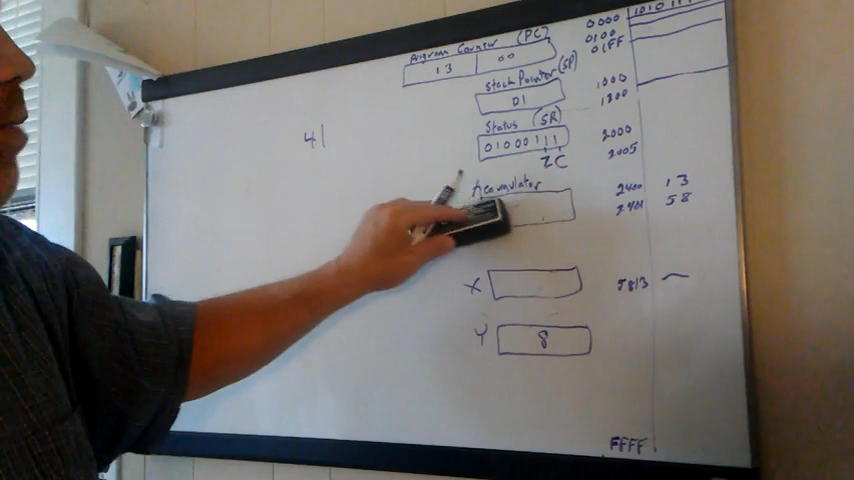 Program Counter (PC)
13 00
Stack Pointer (SP)
01
Status (SR)
01000111
ZC
Accumulator
X
Y 8
41
0000
0100
01FF
1000
1200
2000
2005
2400 13
2401 58
5813
FFFF